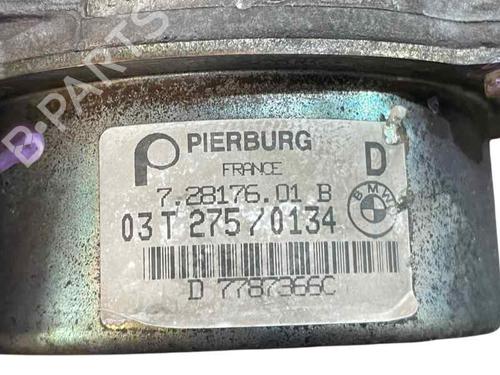 B-PARTS
PIERBURG
FRANCE
D
7.28176.01 B
03T 275/0134
BMW
D 7787366C